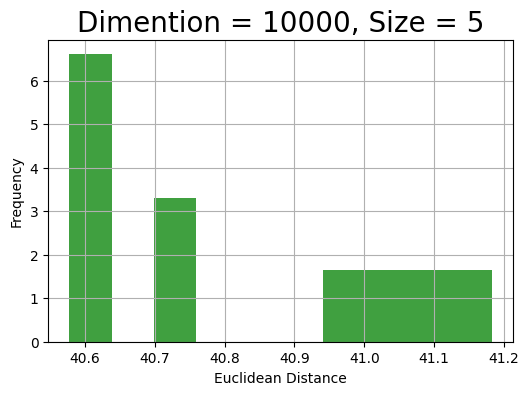 Dimention = 10000, Size = 5
6
5
4
3
2
1
0
Frequency
40.6 40.7 40.8 40.9 41.0 41.1 41.2
Euclidean Distance